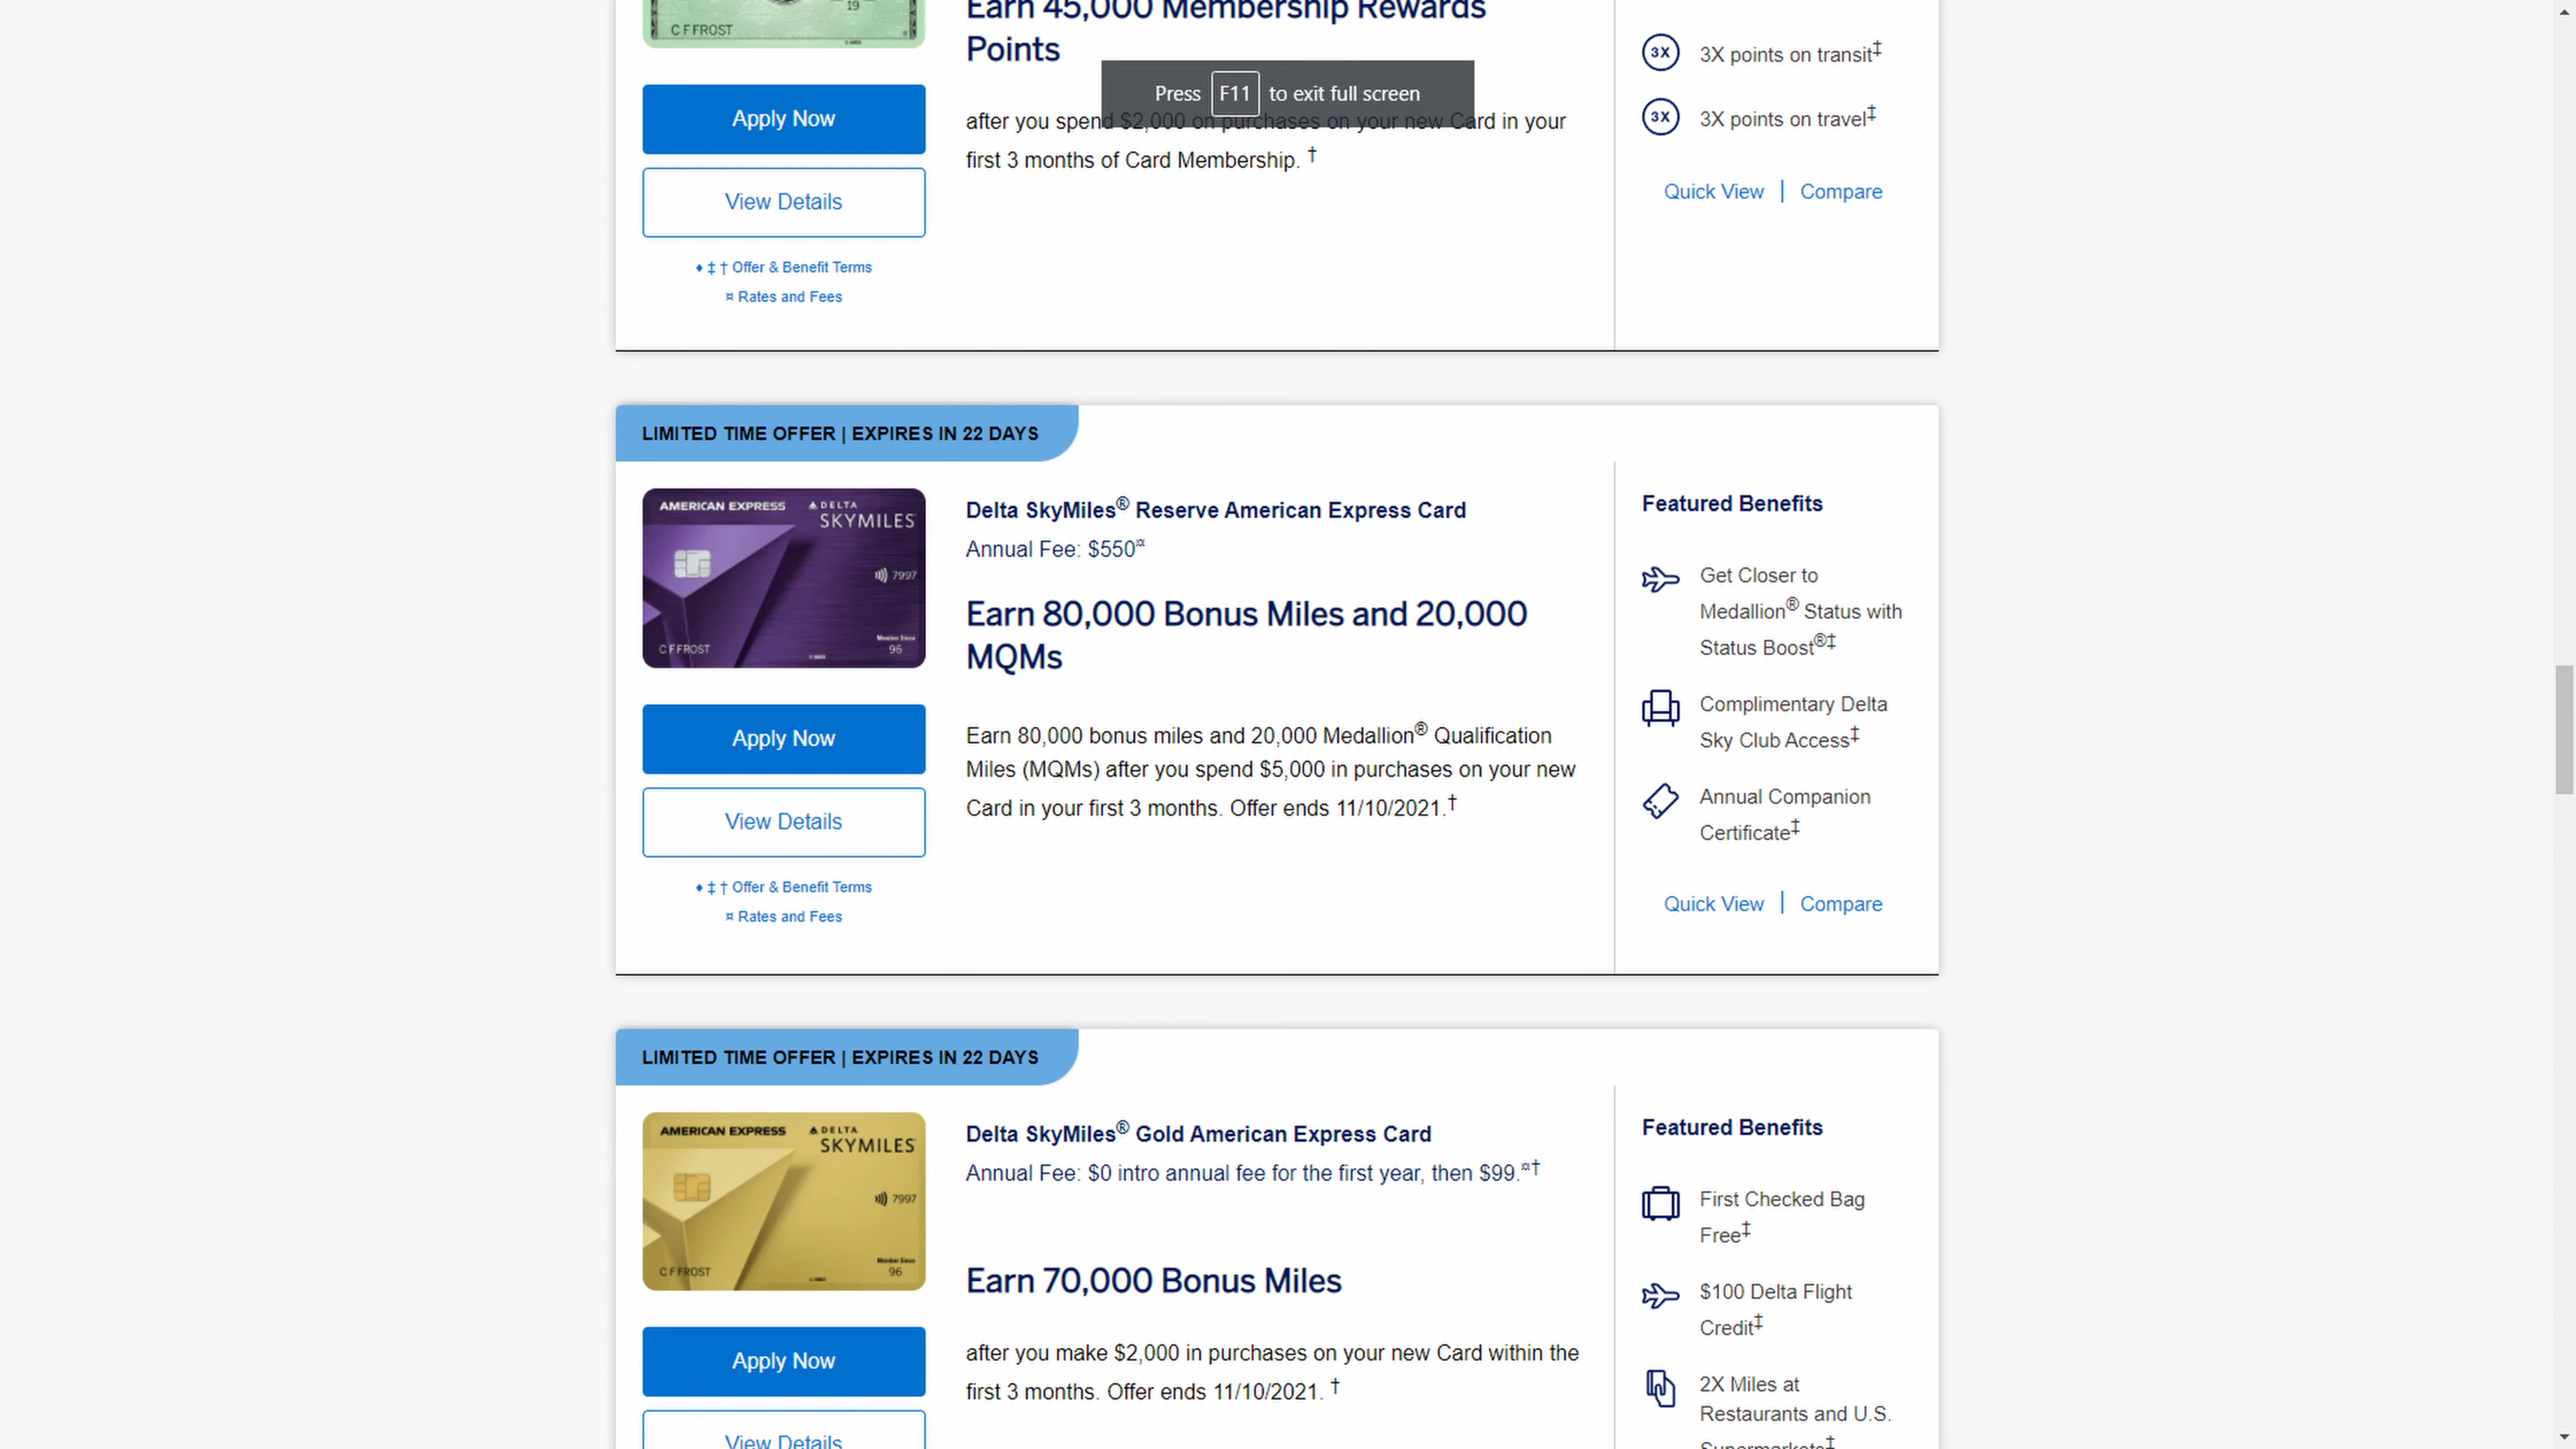 19
C F FROST
Earn 45,000 Membership Rewards
Points
Press F11 to exit full screen
after you spend $2,000 on purchases on your new Card in your
first 3 months of Card Membership. †
Apply Now
View Details
♦ ‡ † Offer & Benefit Terms
¤ Rates and Fees
3X 3X points on transit‡
3X 3X points on travel‡
Quick View | Compare
LIMITED TIME OFFER | EXPIRES IN 22 DAYS
AMERICAN EXPRESS
DELTA
SKYMILES
7997
Member Since
96
C F FROST
Apply Now
View Details
♦ ‡ † Offer & Benefit Terms
¤ Rates and Fees
Delta SkyMiles® Reserve American Express Card
Annual Fee: $550¤
Earn 80,000 Bonus Miles and 20,000
MQMs
Earn 80,000 bonus miles and 20,000 Medallion® Qualification
Miles (MQMs) after you spend $5,000 in purchases on your new
Card in your first 3 months. Offer ends 11/10/2021.†
Featured Benefits
Get Closer to
Medallion® Status with
Status Boost®‡
Complimentary Delta
Sky Club Access‡
Annual Companion
Certificate‡
Quick View | Compare
LIMITED TIME OFFER | EXPIRES IN 22 DAYS
AMERICAN EXPRESS
DELTA
SKYMILES
7997
Member Since
96
C F FROST
Apply Now
View Details
Delta SkyMiles® Gold American Express Card
Annual Fee: $0 intro annual fee for the first year, then $99.¤†
Earn 70,000 Bonus Miles
after you make $2,000 in purchases on your new Card within the
first 3 months. Offer ends 11/10/2021. †
Featured Benefits
First Checked Bag
Free‡
$100 Delta Flight
Credit‡
2X Miles at
Restaurants and U.S.
Supermarkets‡